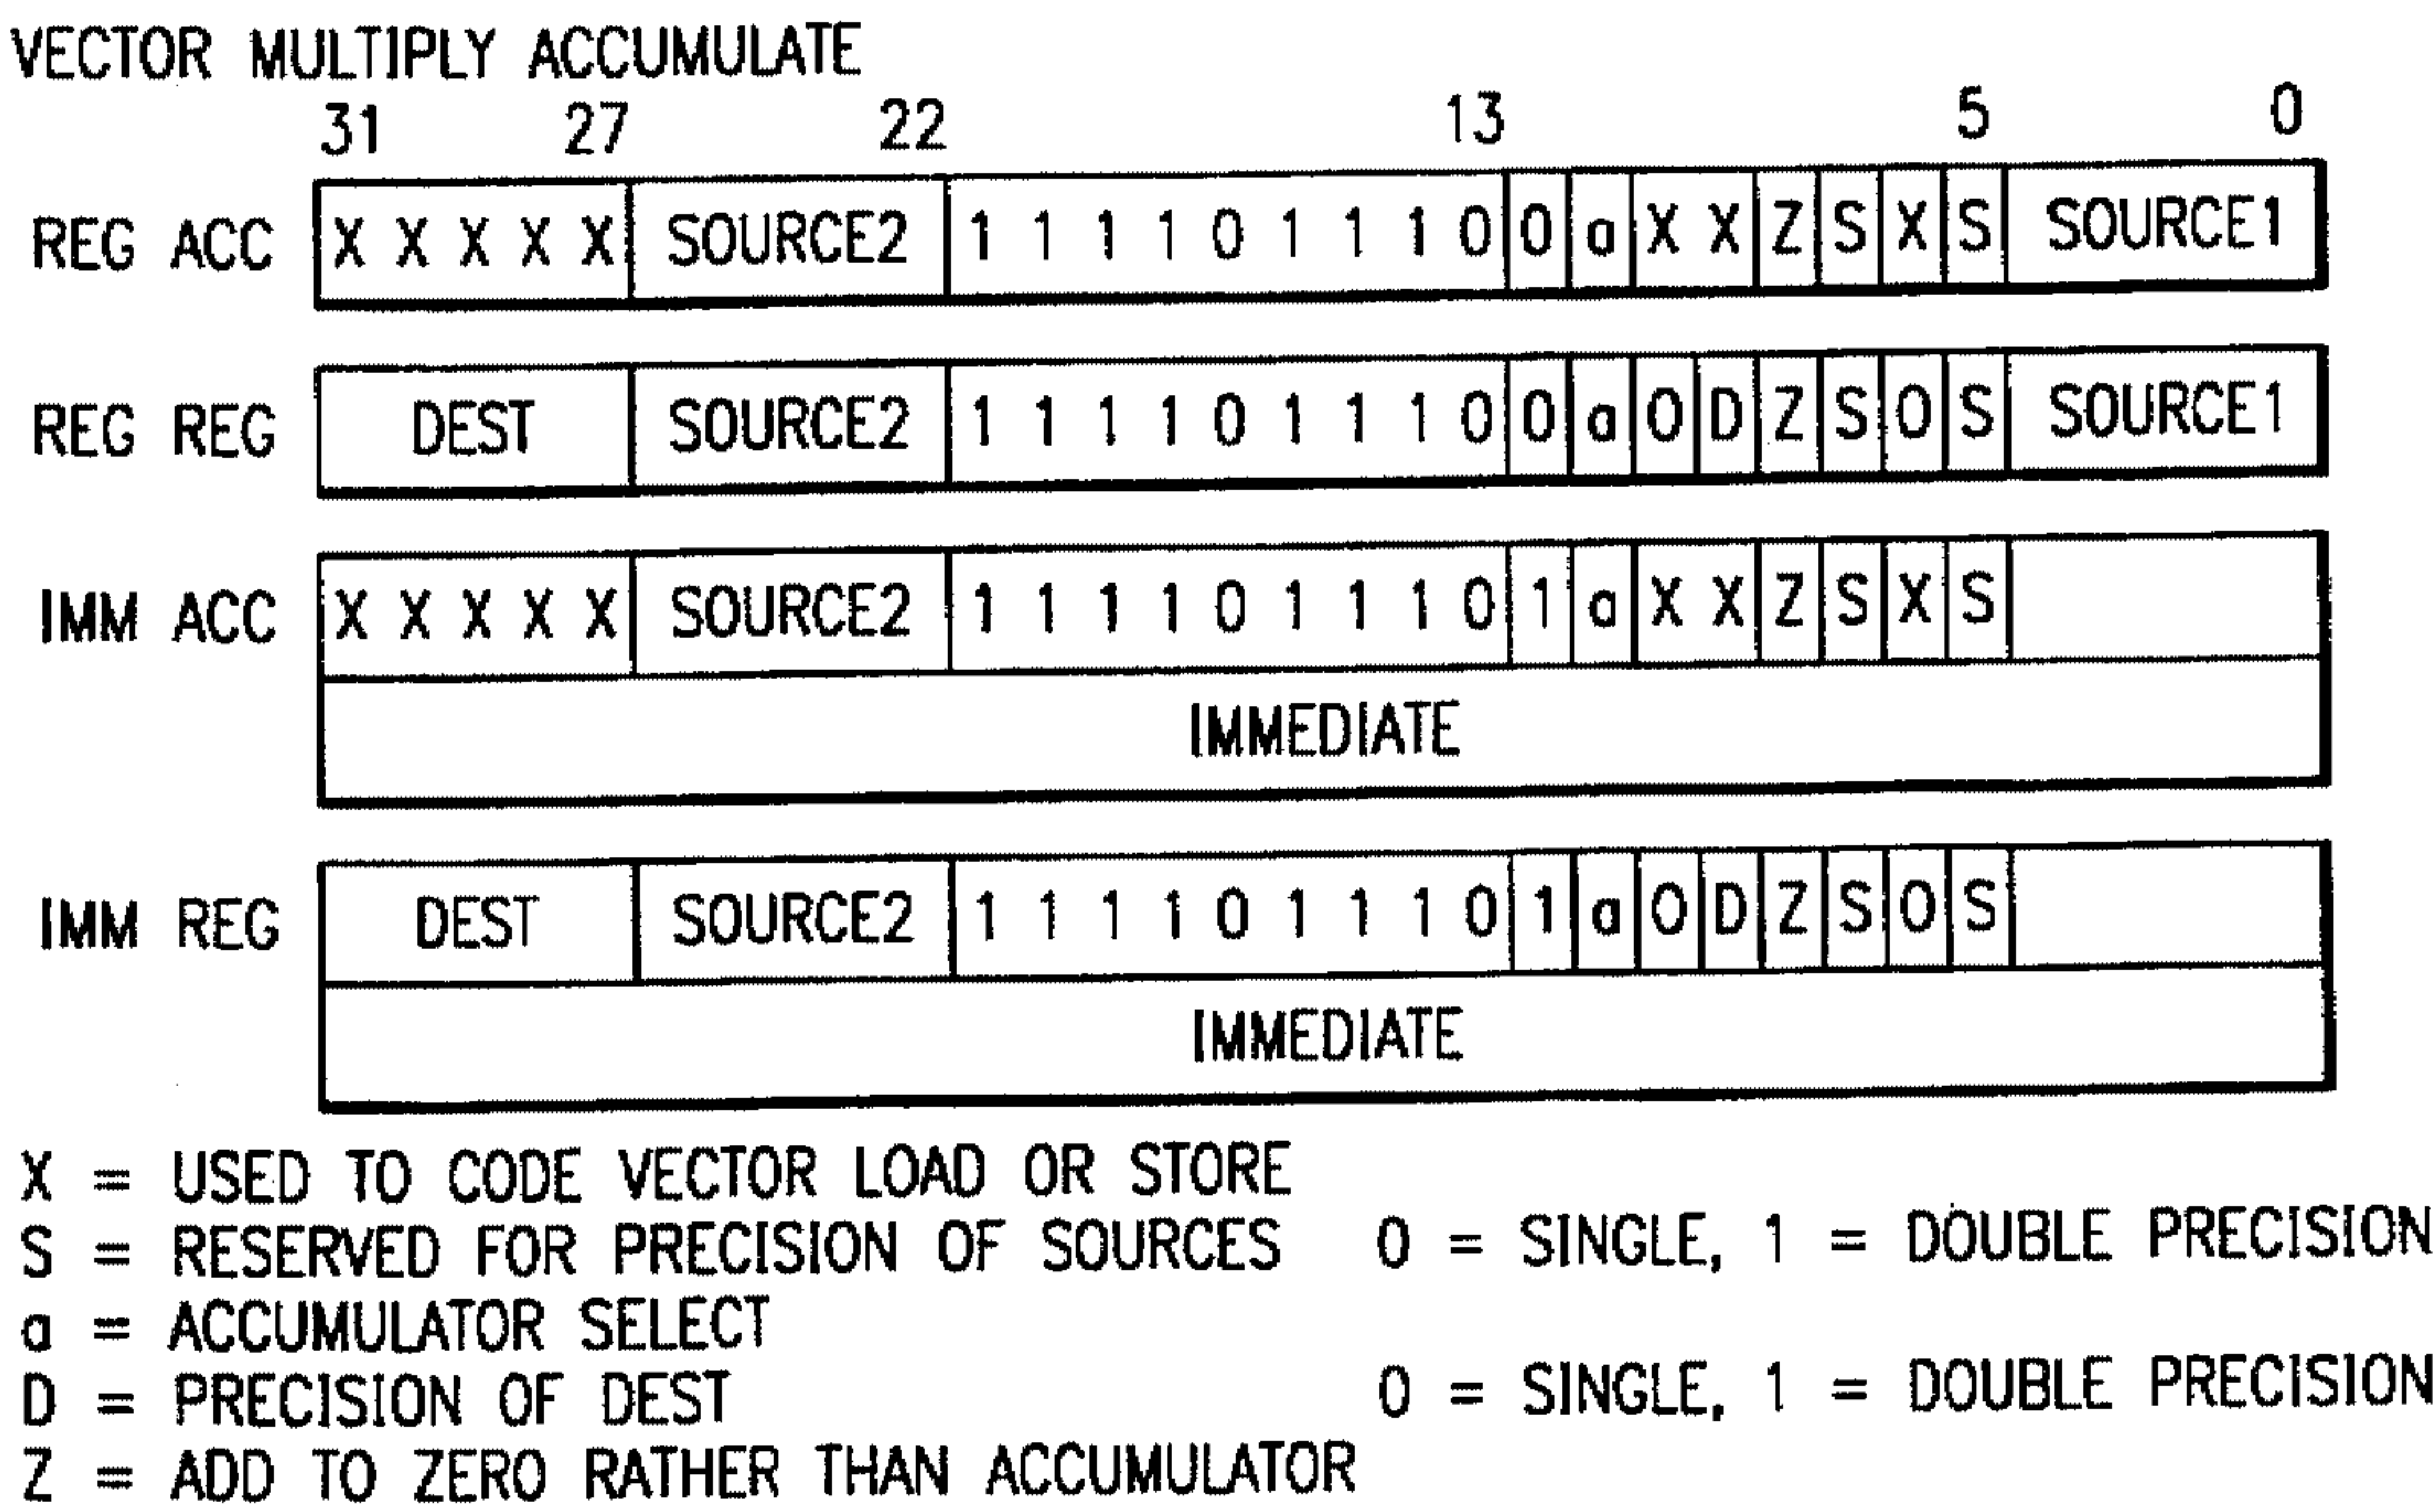 VECTOR MULTIPLY ACCUMULATE
31 27 22 13 5 0
REG ACC X X X X X SOURCE2 1 1 1 1 0 1 1 1 0 0 a X X Z S X S SOURCE1
REG REG DEST SOURCE2 1 1 1 1 0 1 1 1 0 0 a 0 D Z S 0 S SOURCE1
IMM ACC X X X X X SOURCE2 1 1 1 1 0 1 1 1 0 1 a X X Z S X S
IMMEDIATE
IMM REG DEST SOURCE2 1 1 1 1 0 1 1 1 0 1 a 0 D Z S 0 S
IMMEDIATE
X = USED TO CODE VECTOR LOAD OR STORE
S = RESERVED FOR PRECISION OF SOURCES 0 = SINGLE, 1 = DOUBLE PRECISION
a = ACCUMULATOR SELECT
D = PRECISION OF DEST 0 = SINGLE, 1 = DOUBLE PRECISION
Z = ADD TO ZERO RATHER THAN ACCUMULATOR